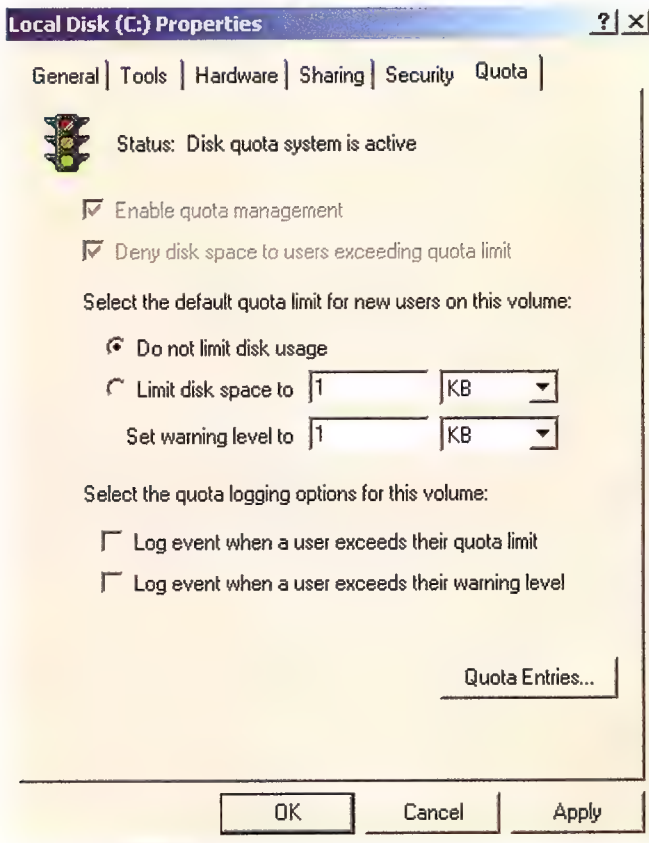 Local Disk (C:) Properties ? ×
General Tools Hardware Sharing Security Quota
Status: Disk quota system is active
Enable quota management
Deny disk space to users exceeding quota limit
Select the default quota limit for new users on this volume:
Do not limit disk usage
Limit disk space to 1 KB
Set warning level to 1 KB
Select the quota logging options for this volume:
Log event when a user exceeds their quota limit
Log event when a user exceeds their warning level
Quota Entries...
OK Cancel Apply